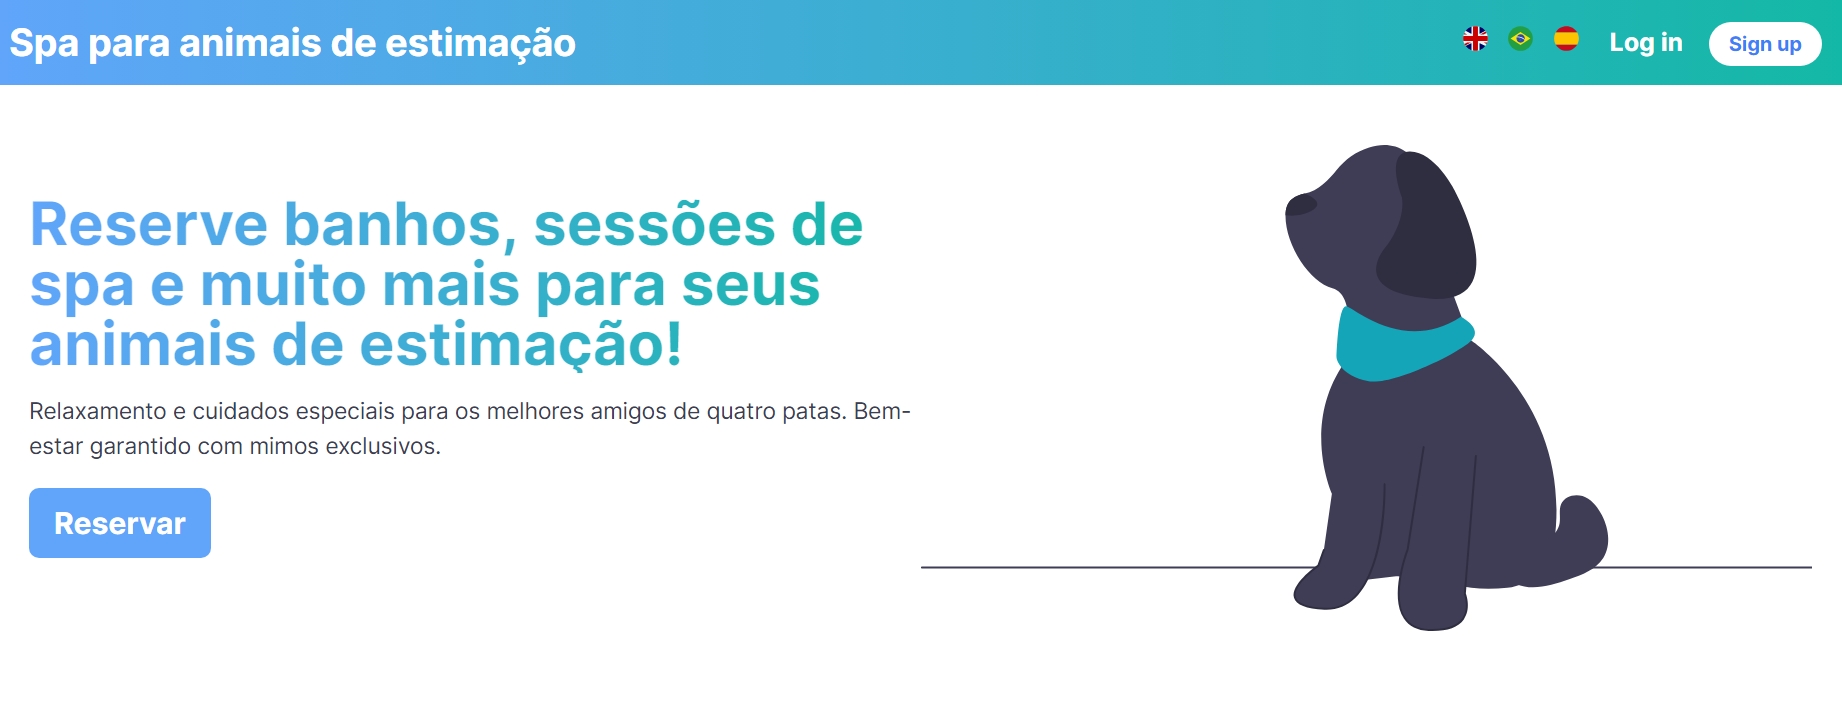 Spa para animais de estimação
Log in
Sign up
Reserve banhos, sessões de
spa e muito mais para seus
animais de estimação!
Relaxamento e cuidados especiais para os melhores amigos de quatro patas. Bem-
estar garantido com mimos exclusivos.
Reservar